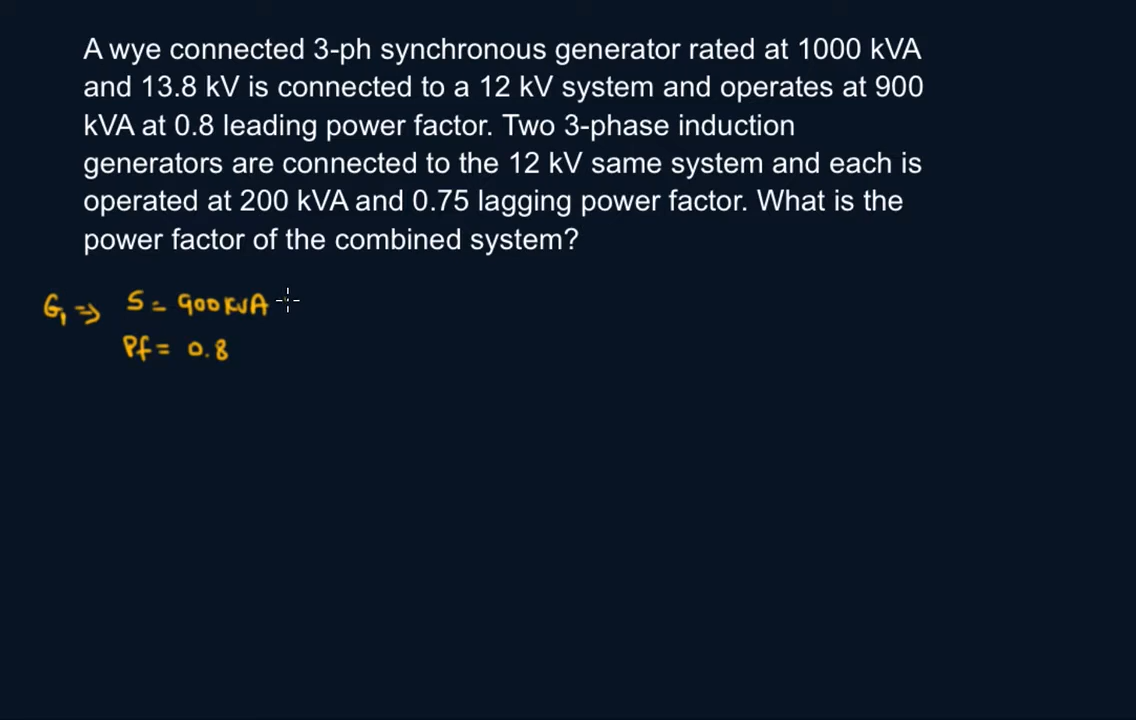 A wye connected 3-ph synchronous generator rated at 1000 kVA
and 13.8 kV is connected to a 12 kV system and operates at 900
kVA at 0.8 leading power factor. Two 3-phase induction
generators are connected to the 12 kV same system and each is
operated at 200 kVA and 0.75 lagging power factor. What is the
power factor of the combined system?
G₁ ⇒ S = 900 kVA
Pf = 0.8